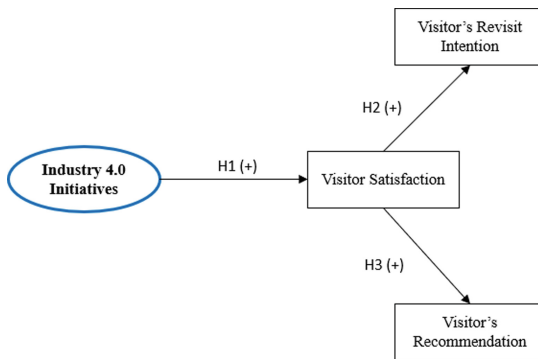 Visitor's Revisit
Intention
H2 (+)
Industry 4.0
Initiatives
H1 (+)
Visitor Satisfaction
H3 (+)
Visitor's
Recommendation